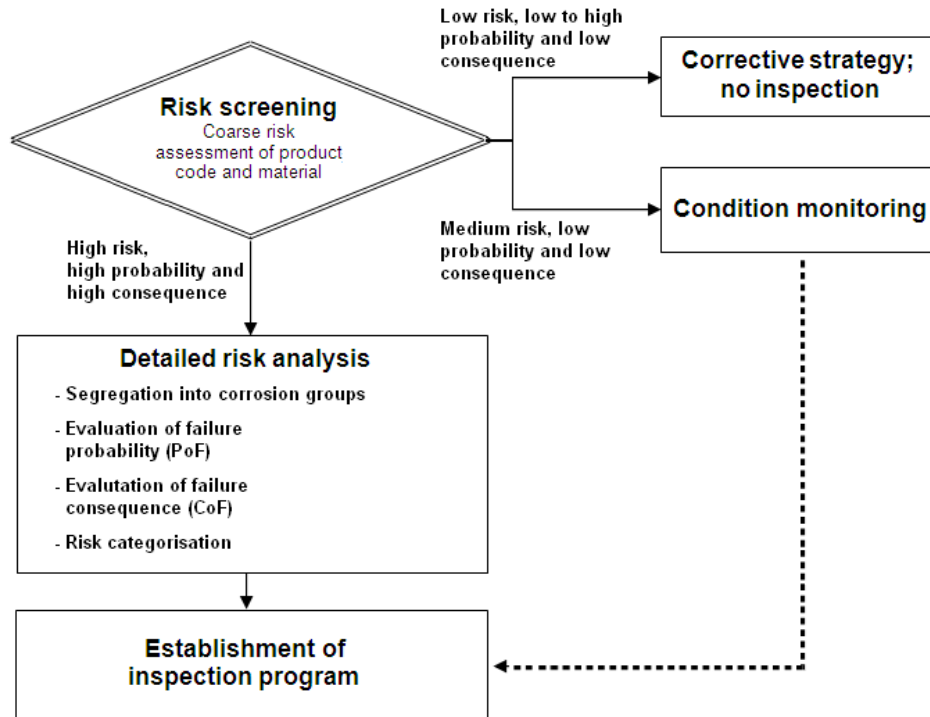 Low risk, low to high
probability and low
consequence
Corrective strategy;
no inspection
Risk screening
Coarse risk
assessment of product
code and material
Condition monitoring
Medium risk, low
probability and low
consequence
High risk,
high probability and
high consequence
Detailed risk analysis
- Segregation into corrosion groups
- Evaluation of failure
probability (PoF)
- Evalutation of failure
consequence (CoF)
- Risk categorisation
Establishment of
inspection program